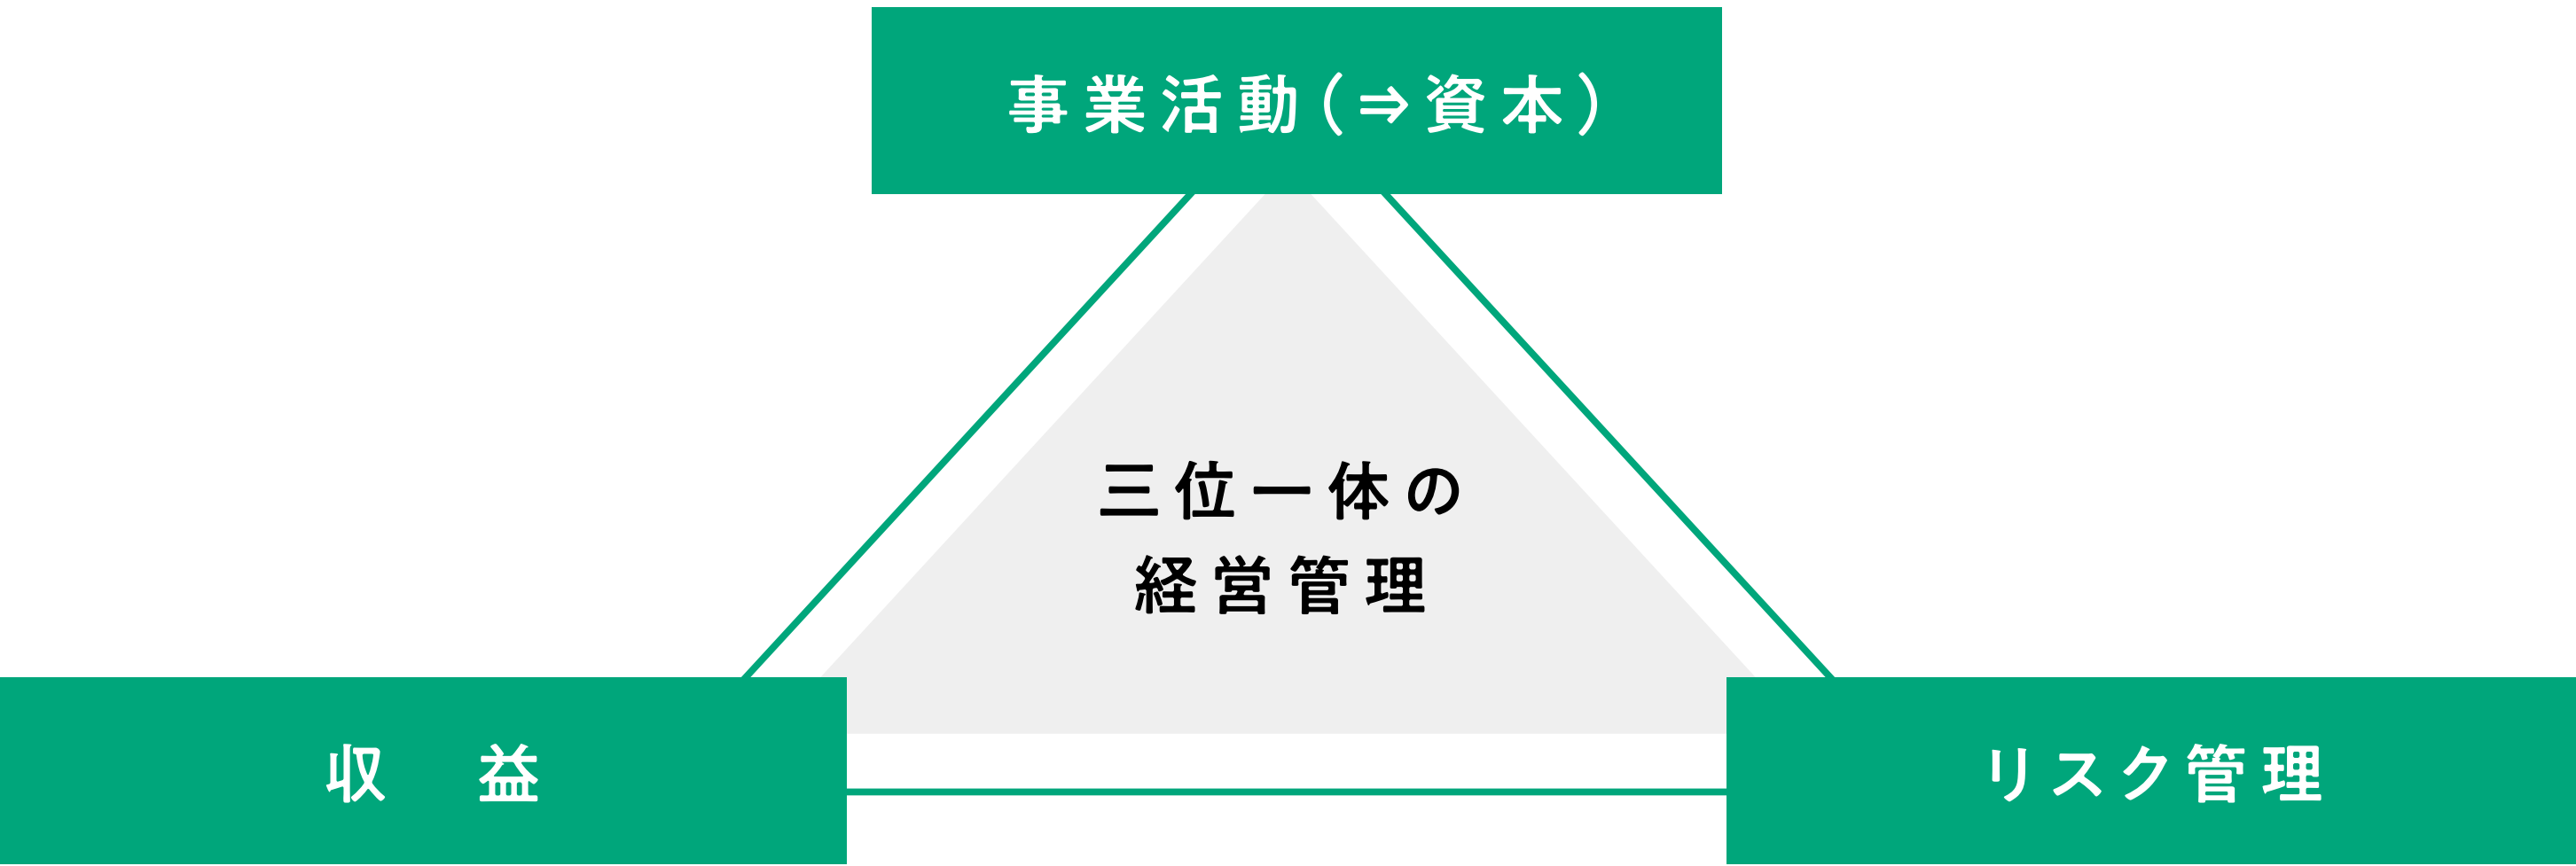 事業活動(⇒資本)
三位一体の
経営管理
収　益
リスク管理